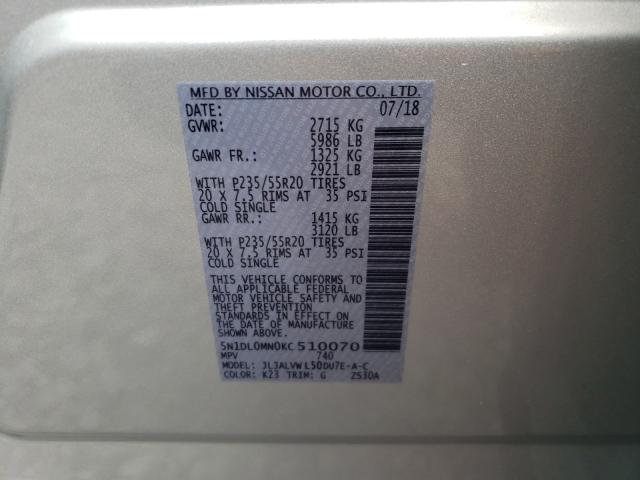 MFD BY NISSAN MOTOR CO., LTD.
DATE: 07/18
GVWR: 2715 KG
5986 LB
GAWR FR.: 1325 KG
2921 LB
WITH P235/55R20 TIRES
20 X 7.5 RIMS AT 35 PSI
COLD SINGLE
GAWR RR.: 1415 KG
3120 LB
WITH P235/55R20 TIRES
20 X 7.5 RIMS AT 35 PSI
COLD SINGLE
THIS VEHICLE CONFORMS TO
ALL APPLICABLE FEDERAL
MOTOR VEHICLE SAFETY AND
THEFT PREVENTION
STANDARDS IN EFFECT ON
THE DATE OF MANUFACTURE
SHOWN ABOVE.
5N1DL0MN0KC510070
MPV 740
MODEL: JLJALVWL50DU7E-A-C
COLOR: K23 TRIM: G Z530A